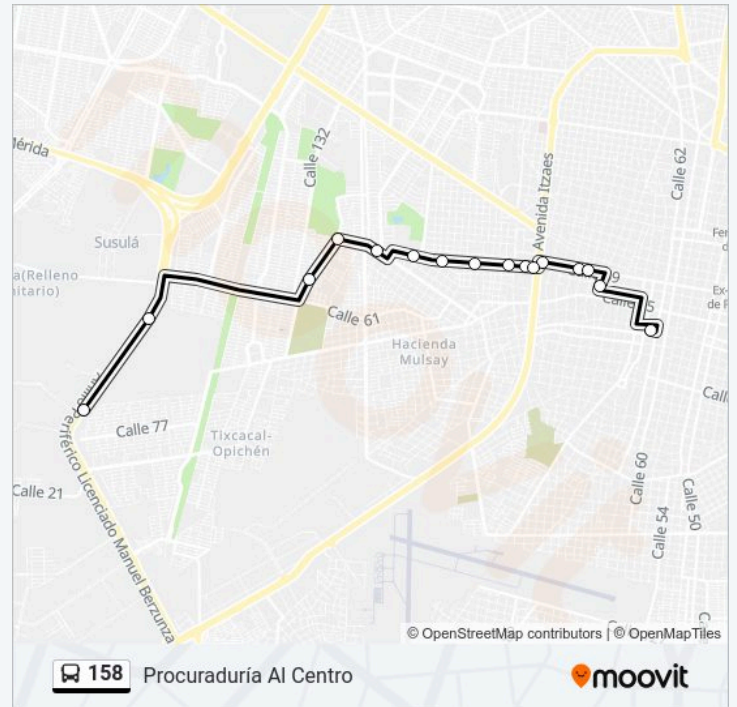 Mérida
Calle 132
Avenida Itzaes
Calle 62
Susulá
Calle 61
Hacienda
Mulsay
Calle 77
Tixcacal-
Opichén
Calle 21
Periférico Licenciado Manuel Berzunza
Calle 60
Calle 54
Calle 50
© OpenStreetMap contributors | © OpenMapTiles
158 Procuraduría Al Centro
moovit